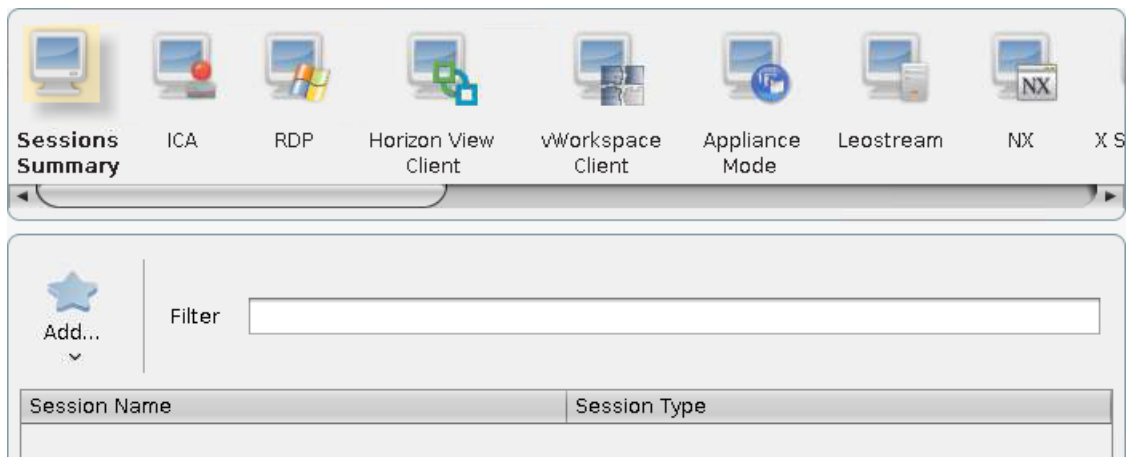 NX
Sessions Summary
ICA
RDP
Horizon View Client
vWorkspace Client
Appliance Mode
Leostream
NX
X S
Add...
Filter
Session Name
Session Type